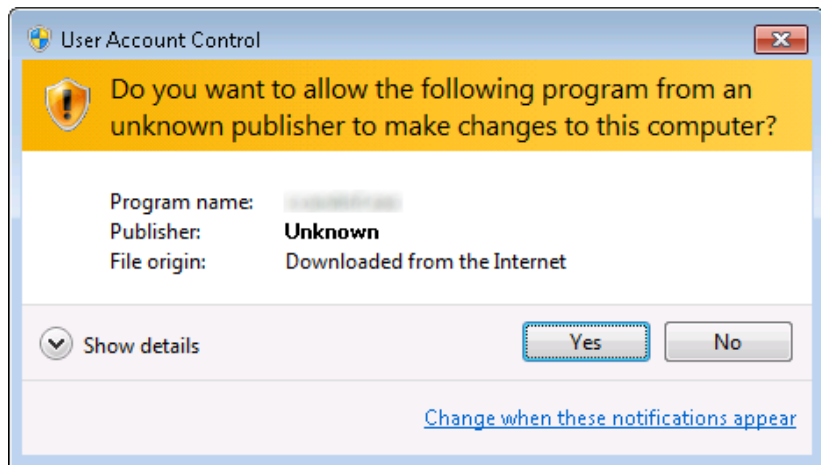 User Account Control
Do you want to allow the following program from an
unknown publisher to make changes to this computer?
Program name:
Publisher: Unknown
File origin: Downloaded from the Internet
Show details
Yes
No
Change when these notifications appear